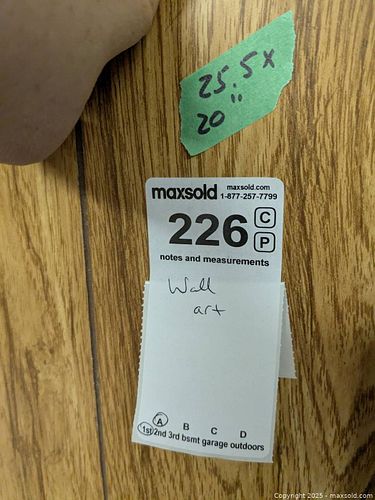 25.5 x
20"
maxsold maxsold.com
1-877-257-7799
226 C
P
notes and measurements
Wall
art
A B C D
1st 2nd 3rd bsmt garage outdoors
Copyright 2025 - maxsold.com